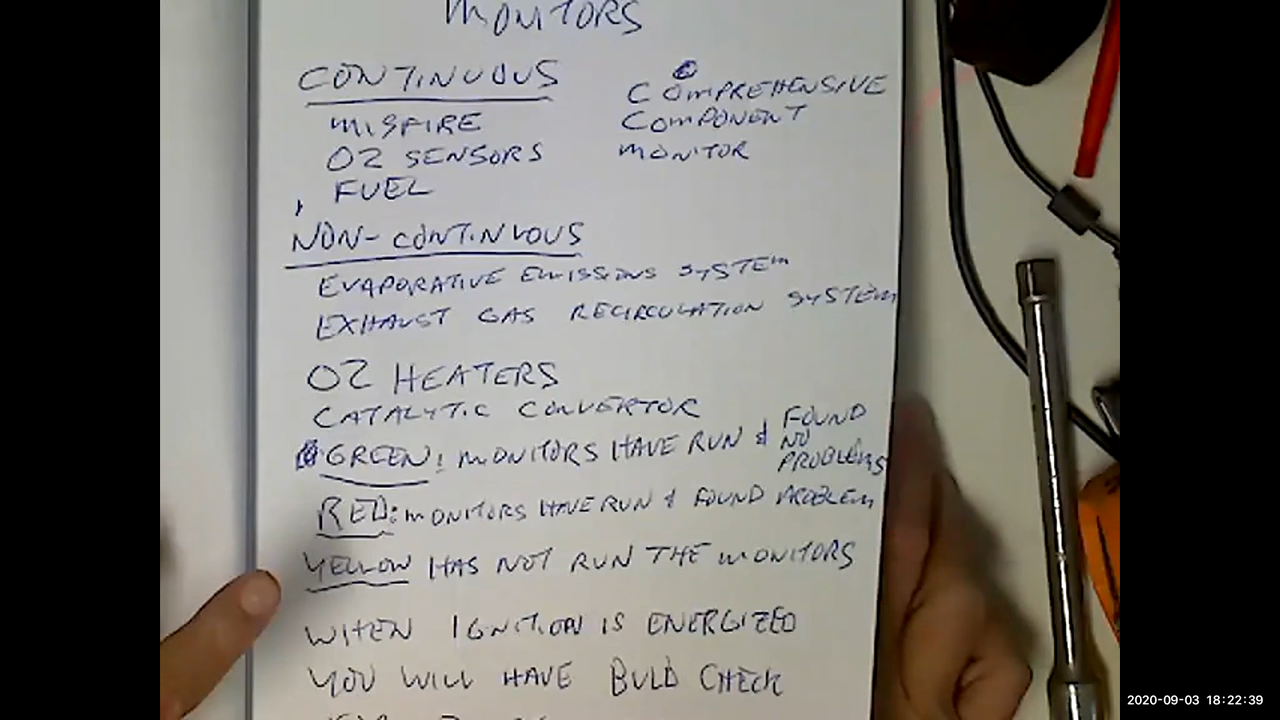 MONITORS
CONTINUOUS
MISFIRE
O2 SENSORS
FUEL
COMPREHENSIVE
COMPONENT
MONITOR
NON-CONTINUOUS
EVAPORATIVE EMISSIONS SYSTEM
EXHAUST GAS RECIRCULATION SYSTEM
O2 HEATERS
CATALYTIC CONVERTOR
GREEN: MONITORS HAVE RUN & FOUND NO PROBLEMS
RED: MONITORS HAVE RUN & FOUND PROBLEM
YELLOW HAS NOT RUN THE MONITORS
WHEN IGNITION IS ENERGIZED
YOU WILL HAVE BULB CHECK
2020-09-03 18:22:39